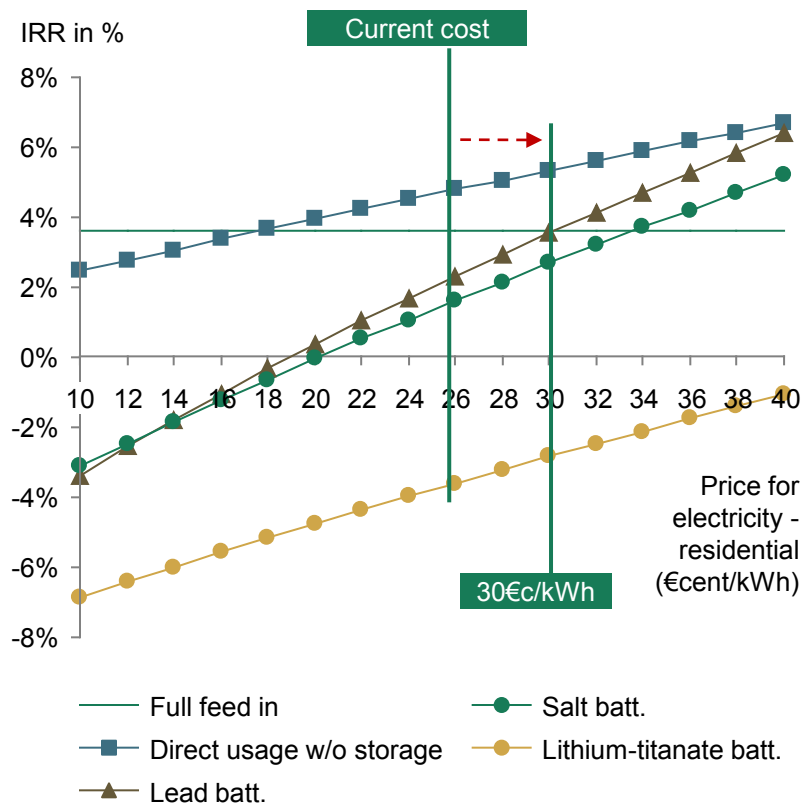 IRR in %
Current cost
8%
6%
4%
2%
0%
10 12 14 16 18 20 22 24 26 28 30 32 34 36 38 40
-2%
-4%
-6%
-8%
Price for
electricity -
residential
(€cent/kWh)
30€c/kWh
Full feed in
Salt batt.
Direct usage w/o storage
Lithium-titanate batt.
Lead batt.